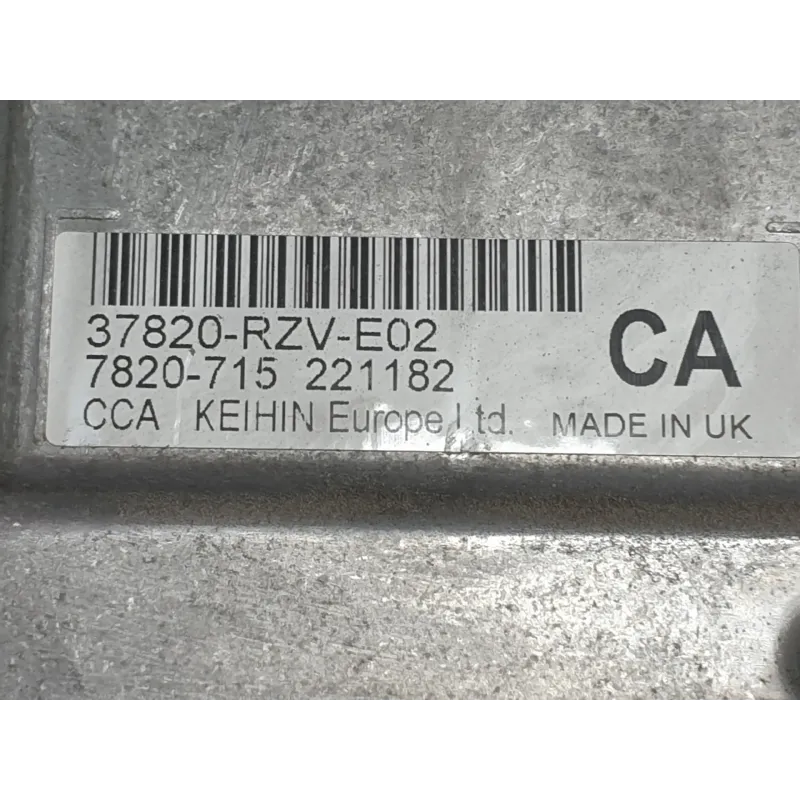 37820-RZV-E02
CA
7820-715 221182
CCA KEIHIN Europe Ltd. MADE IN UK